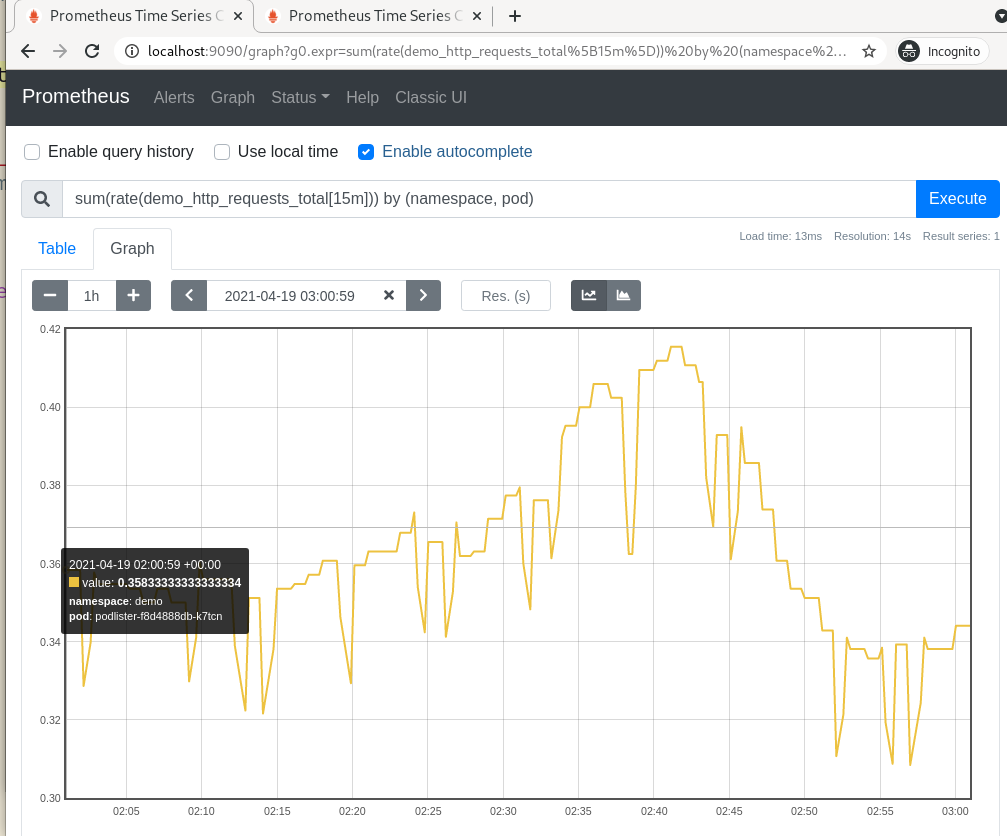 Prometheus Time Series C
Prometheus Time Series C
localhost:9090/graph?g0.expr=sum(rate(demo_http_requests_total%5B15m%5D))%20by%20(namespace%2...
Incognito
Prometheus Alerts Graph Status Help Classic UI
Enable query history Use local time Enable autocomplete
sum(rate(demo_http_requests_total[15m])) by (namespace, pod)
Execute
Table Graph
Load time: 13ms Resolution: 14s Result series: 1
1h
2021-04-19 03:00:59
Res. (s)
0.42
0.40
0.38
0.36
2021-04-19 02:00:59 +00:00
value: 0.35833333333333334
namespace: demo
pod: podlister-f8d4888db-k7tcn
0.34
0.32
0.30
02:05 02:10 02:15 02:20 02:25 02:30 02:35 02:40 02:45 02:50 02:55 03:00